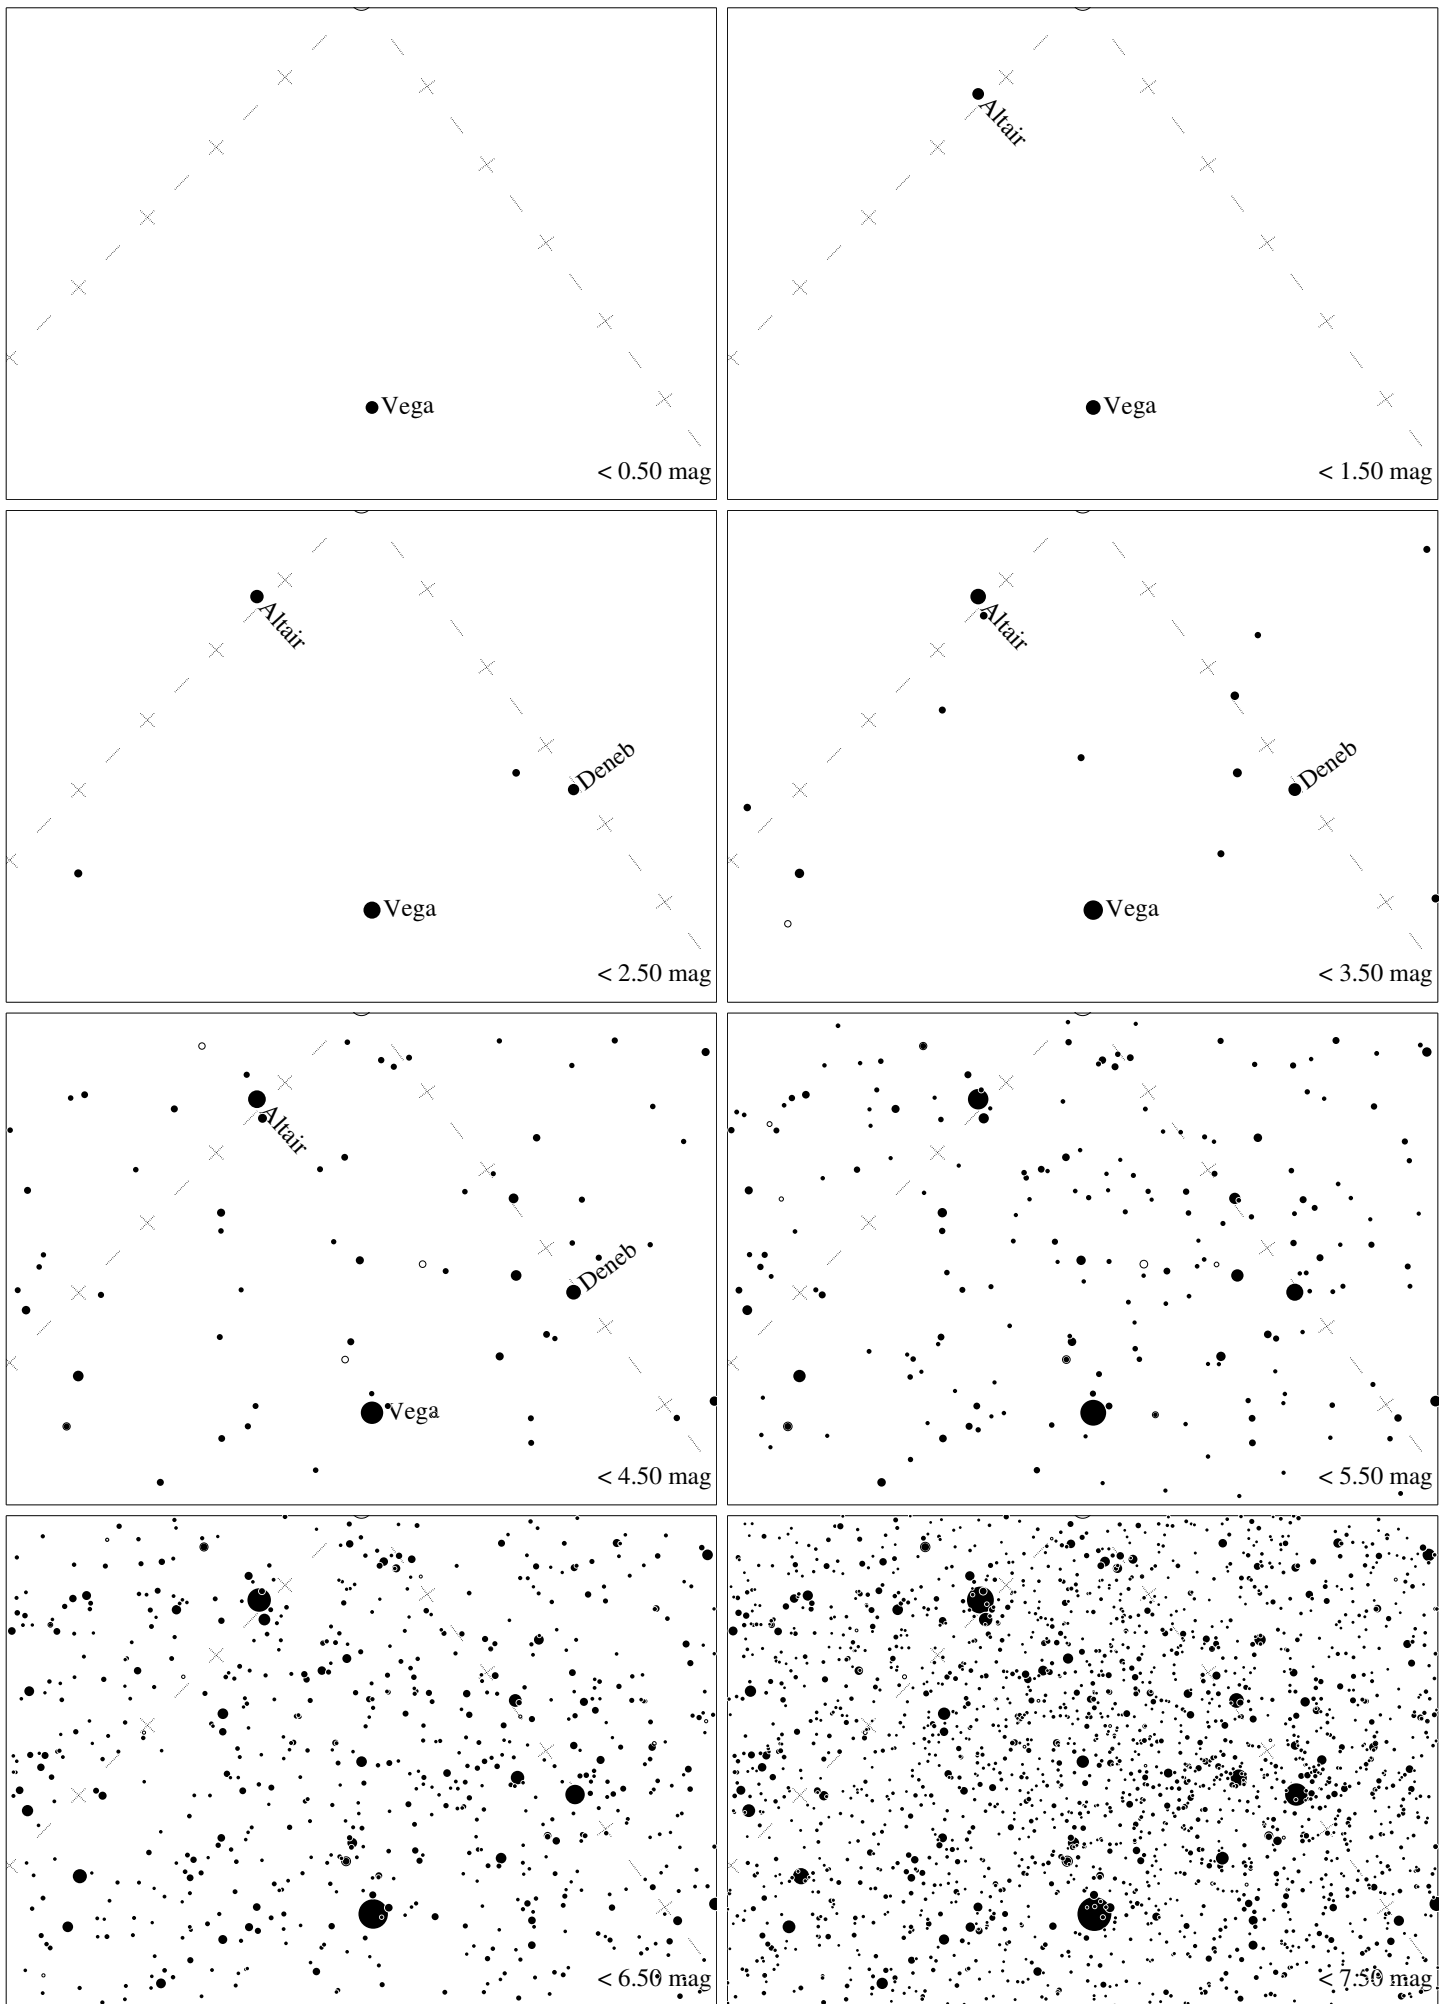 Vega
< 0.50 mag
Altair
Vega
< 1.50 mag
Altair
Deneb
Vega
< 2.50 mag
Altair
Deneb
Vega
< 3.50 mag
Altair
Deneb
Vega
< 4.50 mag
< 5.50 mag
< 6.50 mag
< 7.50 mag